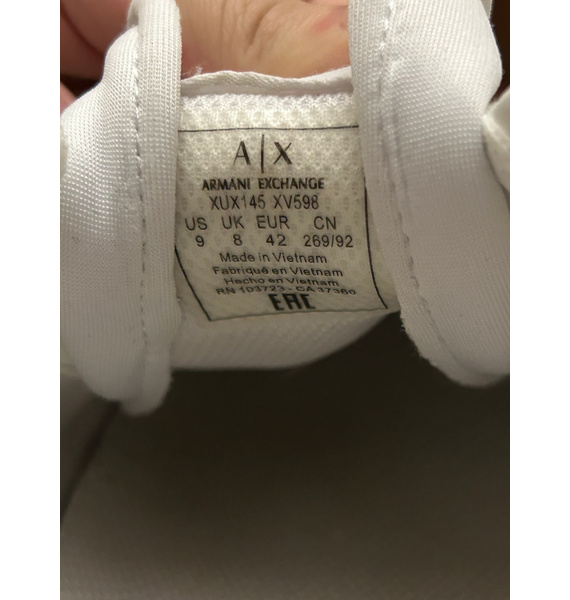 A|X
ARMANI EXCHANGE
XUX145 XV598
US UK EUR CN
9 8 42 269/92
Made in Vietnam
Fabriqué en Vietnam
Hecho en Vietnam
RN 103723 - CA 37360
EAC